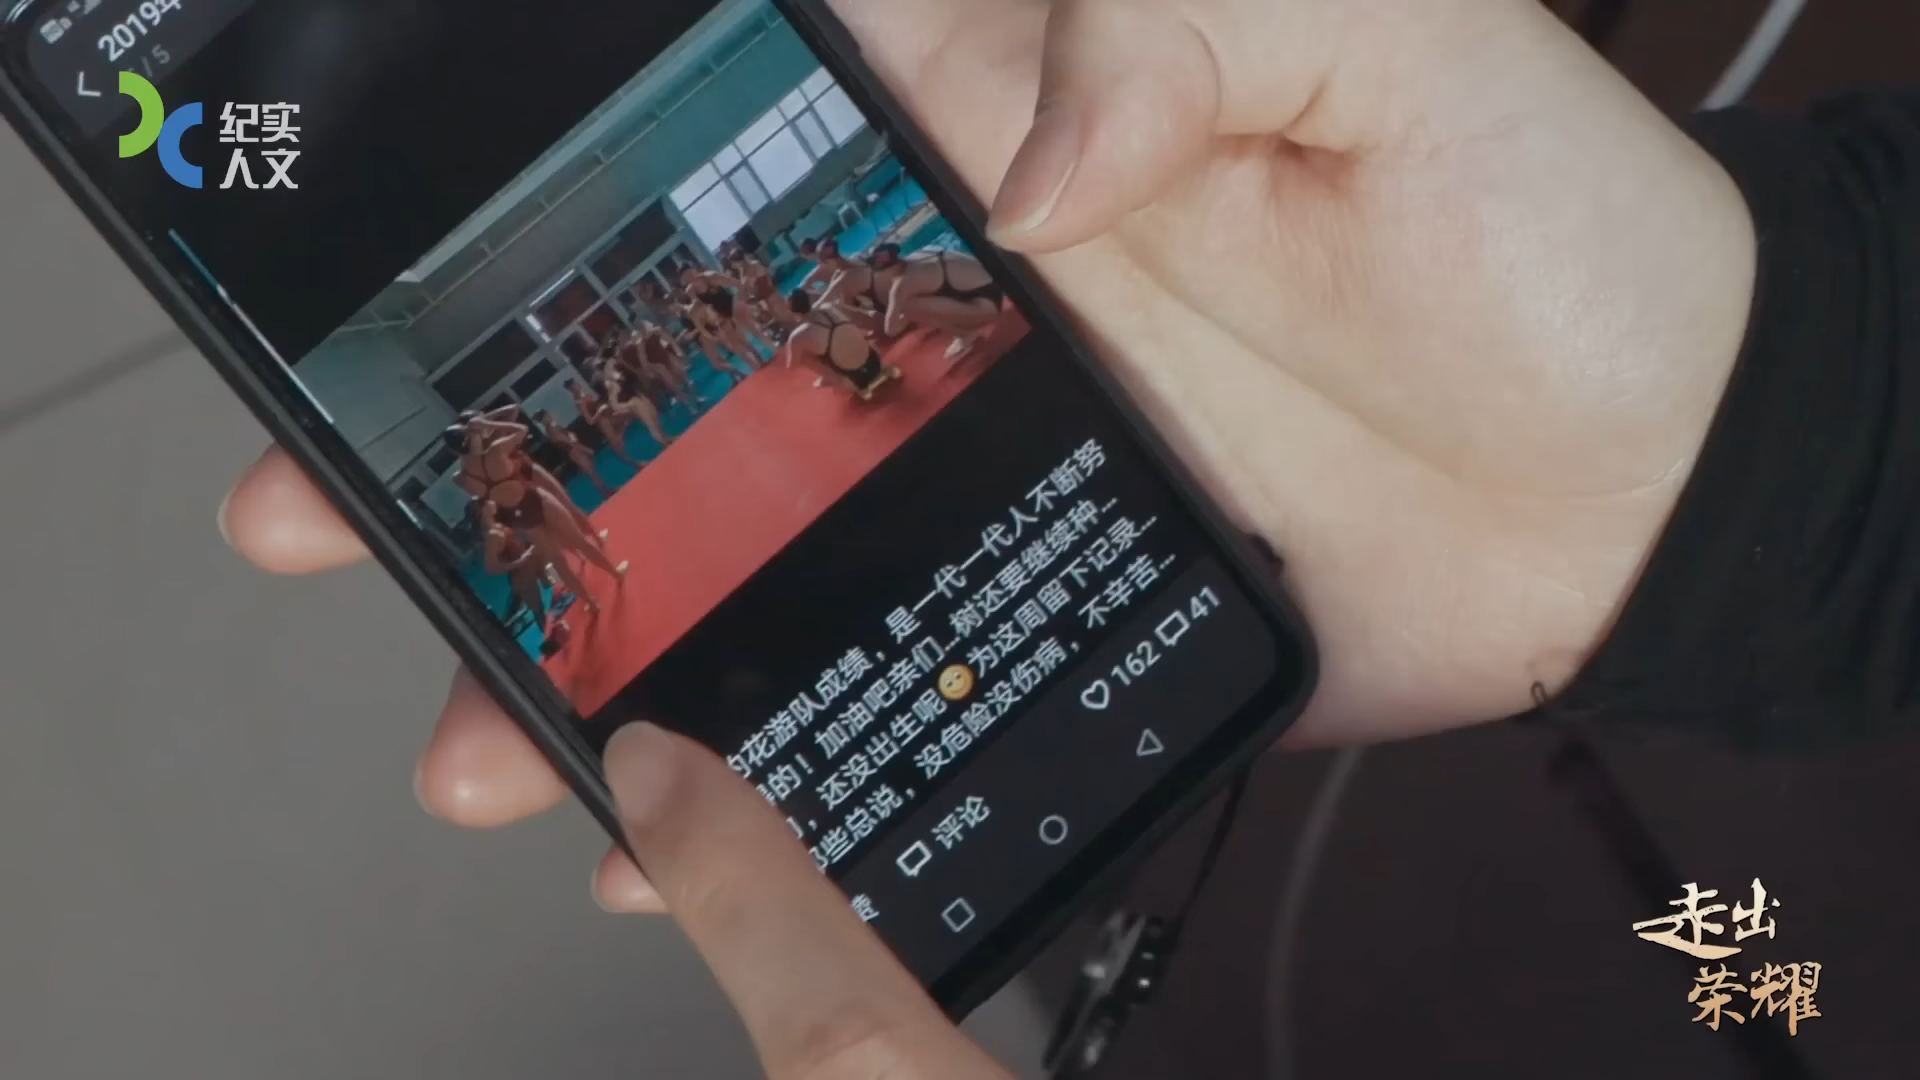 2019年
/5
纪实
人文
的花游队成绩，是一代一代人不断努
得的！加油吧亲们...树还要继续种...
，还没出生呢😊为这周留下记录...
那些总说，没危险没伤病，不辛苦...
162 41
评论
走出
荣耀